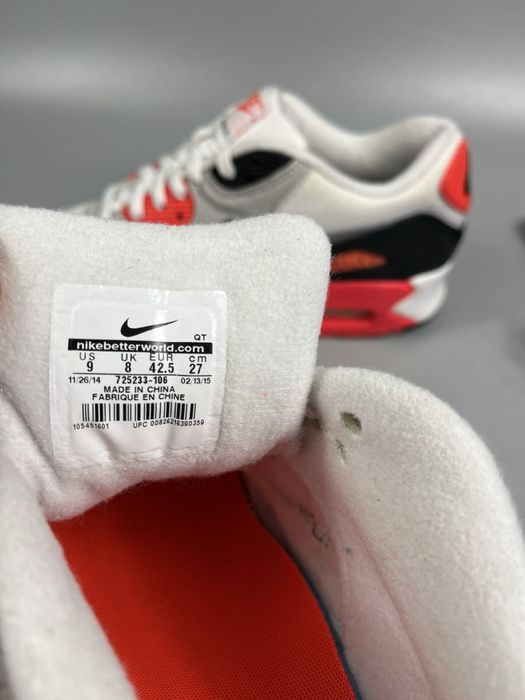 QT
nikebetterworld.com
US UK EUR cm
9 8 42.5 27
11/26/14 725233-106 02/13/15
MADE IN CHINA
FABRIQUE EN CHINE
105451601 UPC 00826216390359